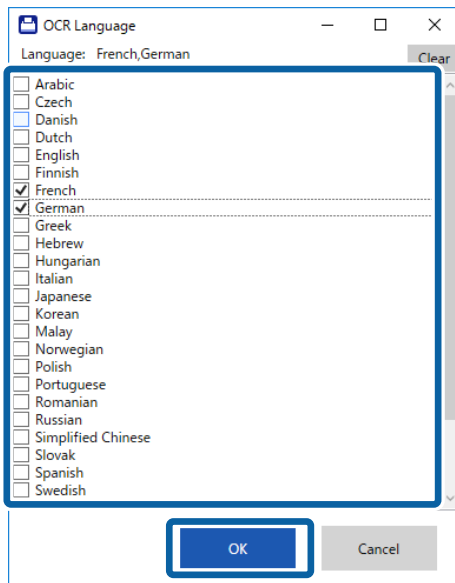 OCR Language
Language: French,German
Clear
Arabic
Czech
Danish
Dutch
English
Finnish
French
German
Greek
Hebrew
Hungarian
Italian
Japanese
Korean
Malay
Norwegian
Polish
Portuguese
Romanian
Russian
Simplified Chinese
Slovak
Spanish
Swedish
OK
Cancel